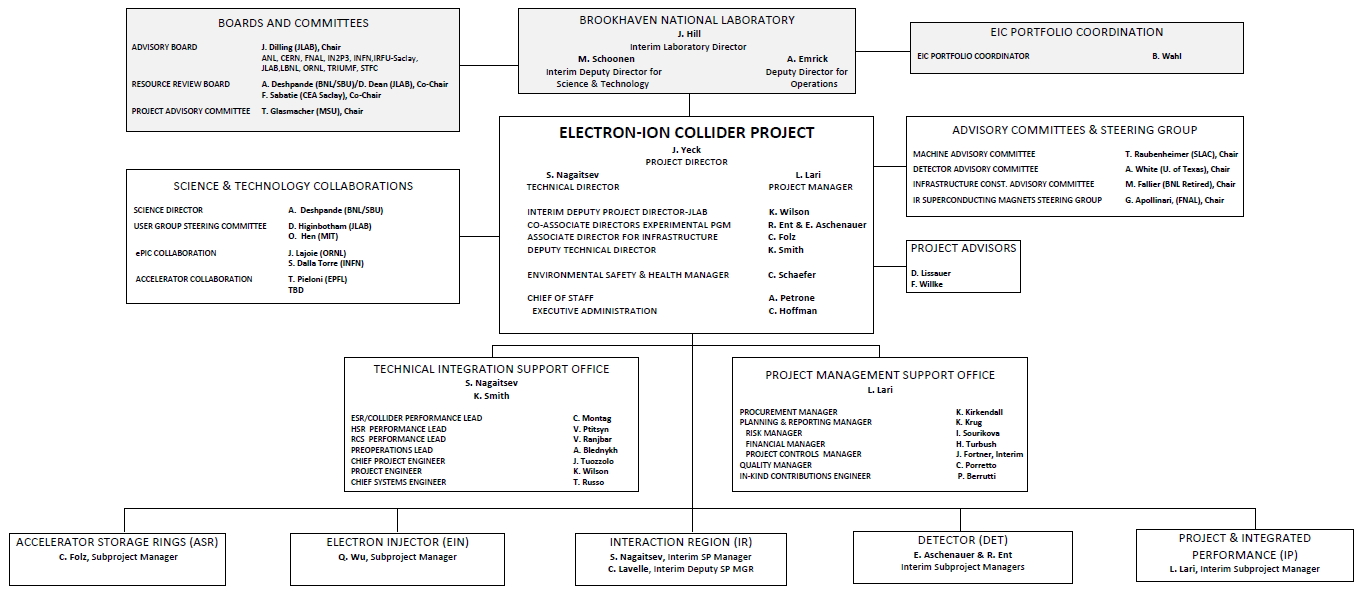 BOARDS AND COMMITTEES
ADVISORY BOARD J. Dilling (JLAB), Chair
ANL, CERN, FNAL, IN2P3, INFN,IRFU-Saclay,
JLAB,LBNL, ORNL, TRIUMF, STFC
RESOURCE REVIEW BOARD A. Deshpande (BNL/SBU)/D. Dean (JLAB), Co-Chair
F. Sabatie (CEA Saclay), Co-Chair
PROJECT ADVISORY COMMITTEE T. Glasmacher (MSU), Chair
BROOKHAVEN NATIONAL LABORATORY
J. Hill
Interim Laboratory Director
M. Schoonen A. Emrick
Interim Deputy Director for Deputy Director for
Science & Technology Operations
EIC PORTFOLIO COORDINATION
EIC PORTFOLIO COORDINATOR B. Wahl
SCIENCE & TECHNOLOGY COLLABORATIONS
SCIENCE DIRECTOR A. Deshpande (BNL/SBU)
USER GROUP STEERING COMMITTEE D. Higinbotham (JLAB)
O. Hen (MIT)
ePIC COLLABORATION J. Lajoie (ORNL)
S. Dalla Torre (INFN)
ACCELERATOR COLLABORATION T. Pieloni (EPFL)
TBD
ELECTRON-ION COLLIDER PROJECT
J. Yeck
PROJECT DIRECTOR
S. Nagaitsev L. Lari
TECHNICAL DIRECTOR PROJECT MANAGER
INTERIM DEPUTY PROJECT DIRECTOR-JLAB K. Wilson
CO-ASSOCIATE DIRECTORS EXPERIMENTAL PGM R. Ent & E. Aschenauer
ASSOCIATE DIRECTOR FOR INFRASTRUCTURE C. Folz
DEPUTY TECHNICAL DIRECTOR K. Smith
ENVIRONMENTAL SAFETY & HEALTH MANAGER C. Schaefer
CHIEF OF STAFF A. Petrone
EXECUTIVE ADMINISTRATION C. Hoffman
ADVISORY COMMITTEES & STEERING GROUP
MACHINE ADVISORY COMMITTEE T. Raubenheimer (SLAC), Chair
DETECTOR ADVISORY COMMITTEE A. White (U. of Texas), Chair
INFRASTRUCTURE CONST. ADVISORY COMMITTEE M. Fallier (BNL Retired), Chair
IR SUPERCONDUCTING MAGNETS STEERING GROUP G. Apollinari, (FNAL), Chair
PROJECT ADVISORS
D. Lissauer
F. Willke
TECHNICAL INTEGRATION SUPPORT OFFICE
S. Nagaitsev
K. Smith
ESR/COLLIDER PERFORMANCE LEAD C. Montag
HSR PERFORMANCE LEAD V. Ptitsyn
RCS PERFORMANCE LEAD V. Ranjbar
PREOPERATIONS LEAD A. Blednykh
CHIEF PROJECT ENGINEER J. Tuozzolo
PROJECT ENGINEER K. Wilson
CHIEF SYSTEMS ENGINEER T. Russo
PROJECT MANAGEMENT SUPPORT OFFICE
L. Lari
PROCUREMENT MANAGER K. Kirkendall
PLANNING & REPORTING MANAGER K. Krug
RISK MANAGER I. Sourikova
FINANCIAL MANAGER H. Turbush
PROJECT CONTROLS MANAGER J. Fortner, Interim
QUALITY MANAGER C. Porretto
IN-KIND CONTRIBUTIONS ENGINEER P. Berrutti
ACCELERATOR STORAGE RINGS (ASR)
C. Folz, Subproject Manager
ELECTRON INJECTOR (EIN)
Q. Wu, Subproject Manager
INTERACTION REGION (IR)
S. Nagaitsev, Interim SP Manager
C. Lavelle, Interim Deputy SP MGR
DETECTOR (DET)
E. Aschenauer & R. Ent
Interim Subproject Managers
PROJECT & INTEGRATED
PERFORMANCE (IP)
L. Lari, Interim Subproject Manager